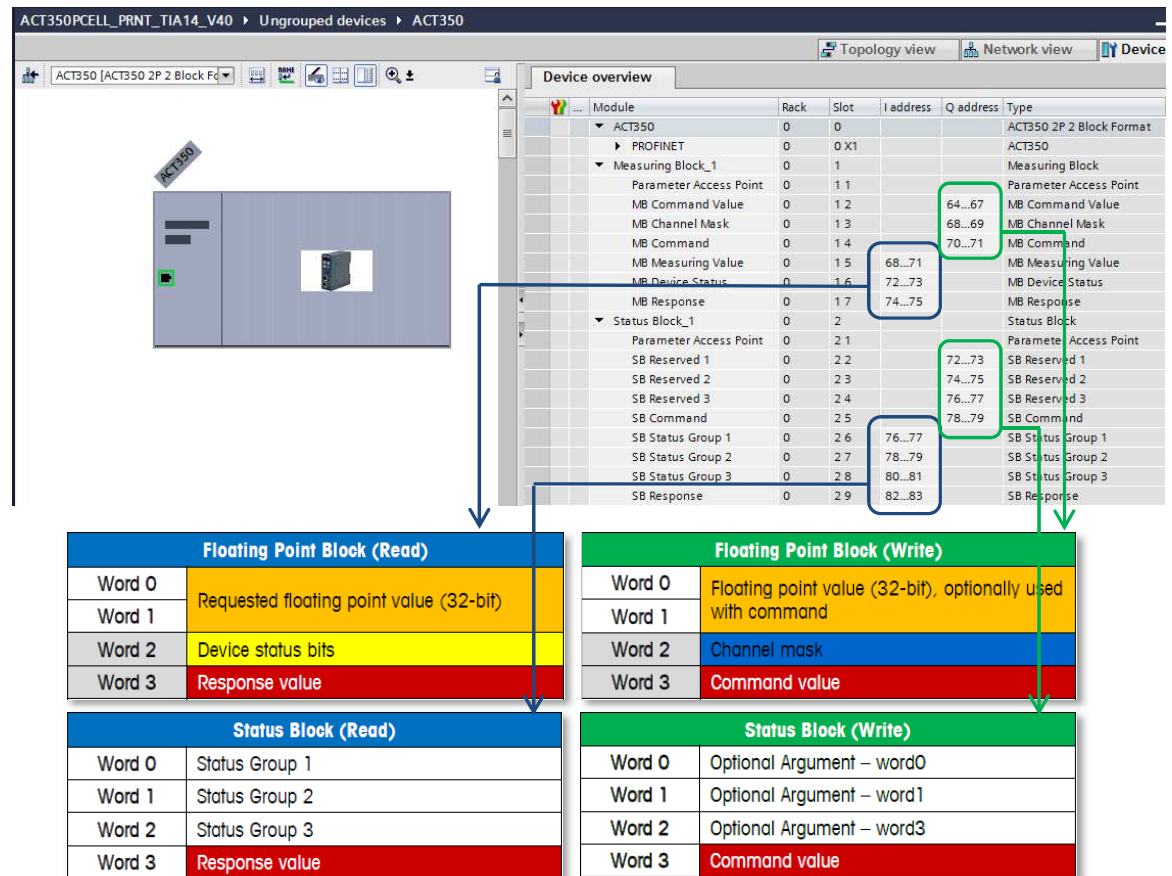 ACT350PCELL_PRNT_TIA14_V40 ▸ Ungrouped devices ▸ ACT350
Topology view Network view Device
ACT350 [ACT350 2P 2 Block Fo
Device overview
... Module Rack Slot I address Q address Type
ACT350 0 0 ACT350 2P 2 Block Format
PROFINET 0 0 X1 ACT350
Measuring Block_1 0 1 Measuring Block
Parameter Access Point 0 1 1 Parameter Access Point
MB Command Value 0 1 2 64...67 MB Command Value
MB Channel Mask 0 1 3 68...69 MB Channel Mask
MB Command 0 1 4 70...71 MB Command
MB Measuring Value 0 1 5 68...71 MB Measuring Value
MB Device Status 0 1 6 72...73 MB Device Status
MB Response 0 1 7 74...75 MB Response
Status Block_1 0 2 Status Block
Parameter Access Point 0 2 1 Parameter Access Point
SB Reserved 1 0 2 2 72...73 SB Reserved 1
SB Reserved 2 0 2 3 74...75 SB Reserved 2
SB Reserved 3 0 2 4 76...77 SB Reserved 3
SB Command 0 2 5 78...79 SB Command
SB Status Group 1 0 2 6 76...77 SB Status Group 1
SB Status Group 2 0 2 7 78...79 SB Status Group 2
SB Status Group 3 0 2 8 80...81 SB Status Group 3
SB Response 0 2 9 82...83 SB Response
ACT350
Floating Point Block (Read)
Word 0
Requested floating point value (32-bit)
Word 1
Word 2 Device status bits
Word 3 Response value
Floating Point Block (Write)
Word 0 Floating point value (32-bit), optionally used
Word 1 with command
Word 2 Channel mask
Word 3 Command value
Status Block (Read)
Word 0 Status Group 1
Word 1 Status Group 2
Word 2 Status Group 3
Word 3 Response value
Status Block (Write)
Word 0 Optional Argument – word0
Word 1 Optional Argument – word1
Word 2 Optional Argument – word3
Word 3 Command value